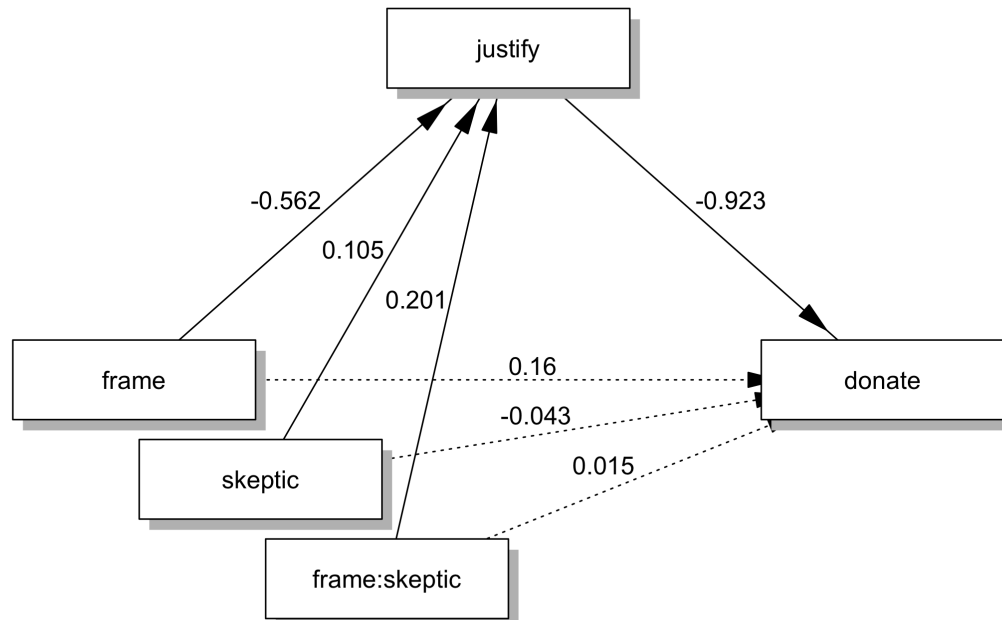 justify
-0.562
-0.923
0.105
0.201
frame
0.16
donate
-0.043
skeptic
0.015
frame:skeptic